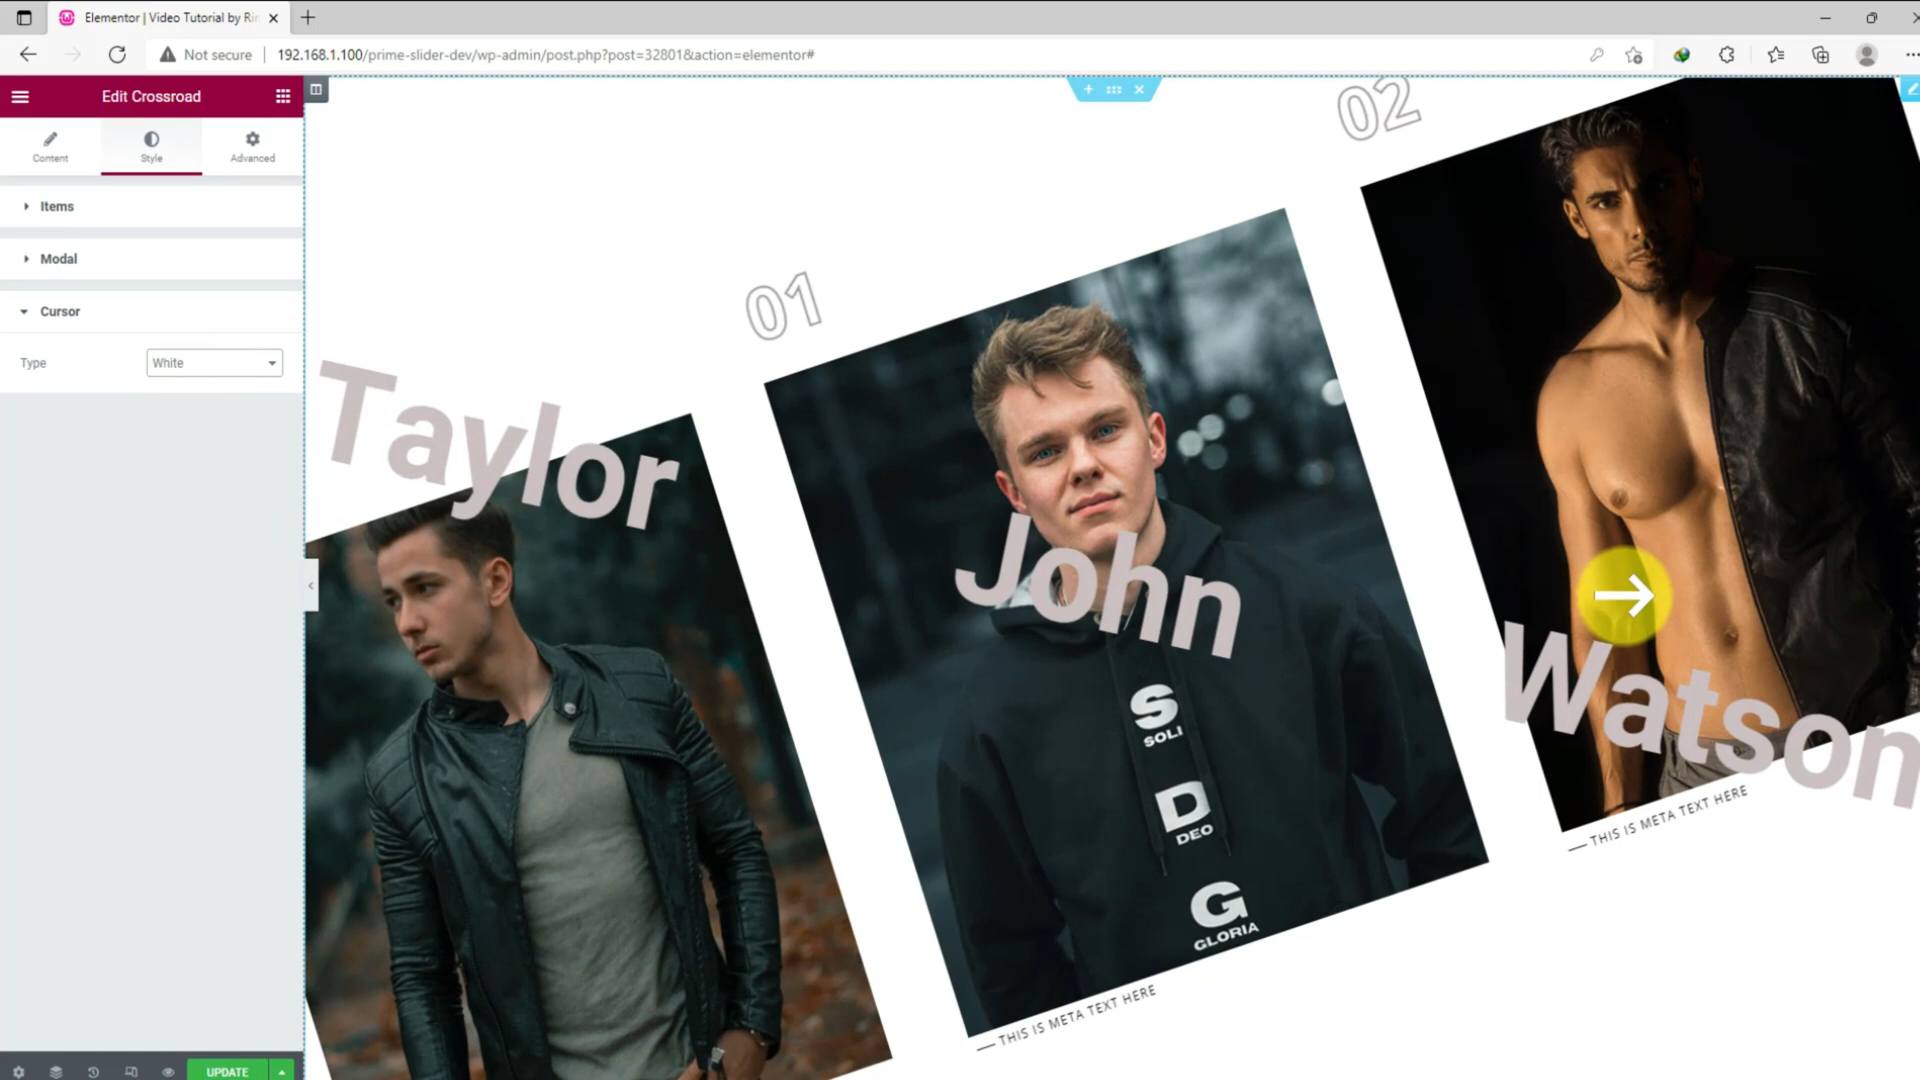 Elementor | Video Tutorial by Rin
Not secure
192.168.1.100/prime-slider-dev/wp-admin/post.php?post=32801&action=elementor#
Edit Crossroad
Content
Style
Advanced
Items
Modal
Cursor
Type
White
UPDATE
Taylor
01
John
S
SOLI
D
DEO
G
GLORIA
THIS IS META TEXT HERE
02
Watson
THIS IS META TEXT HERE